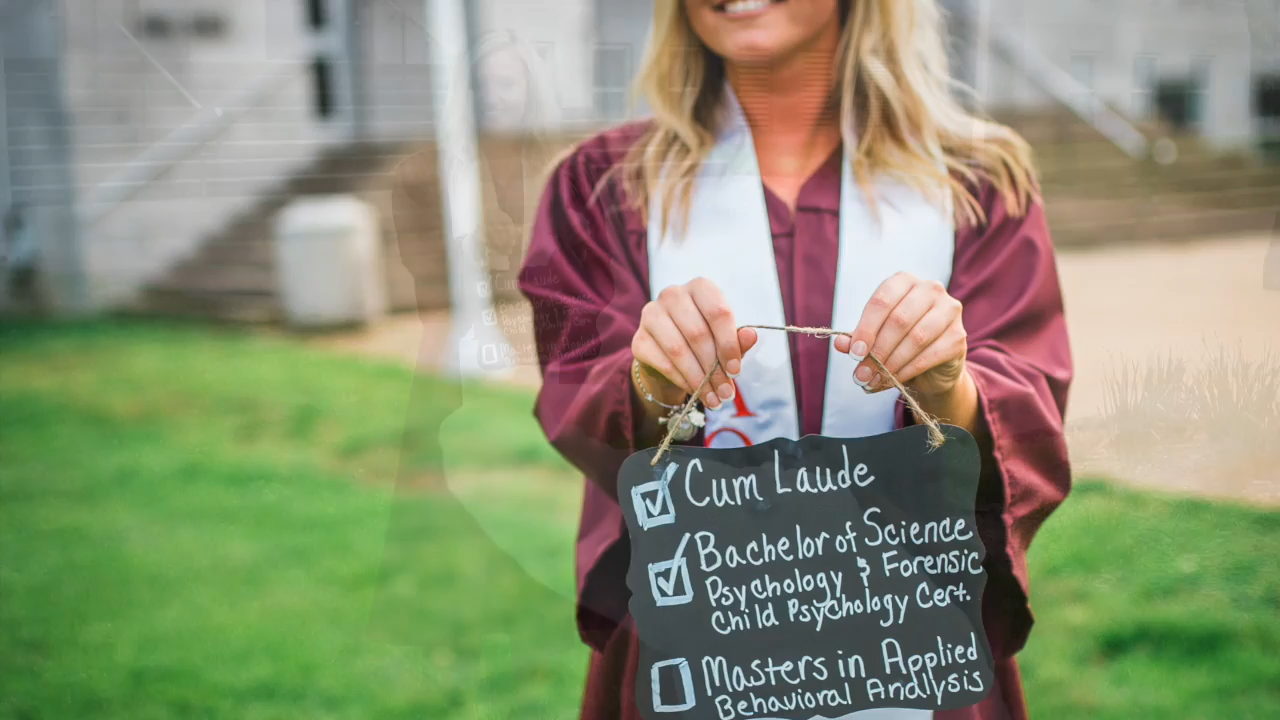 Cum Laude
Bachelor of Science
Psychology & Forensic
Child Psychology Cert.
Masters in Applied
Behavioral Analysis